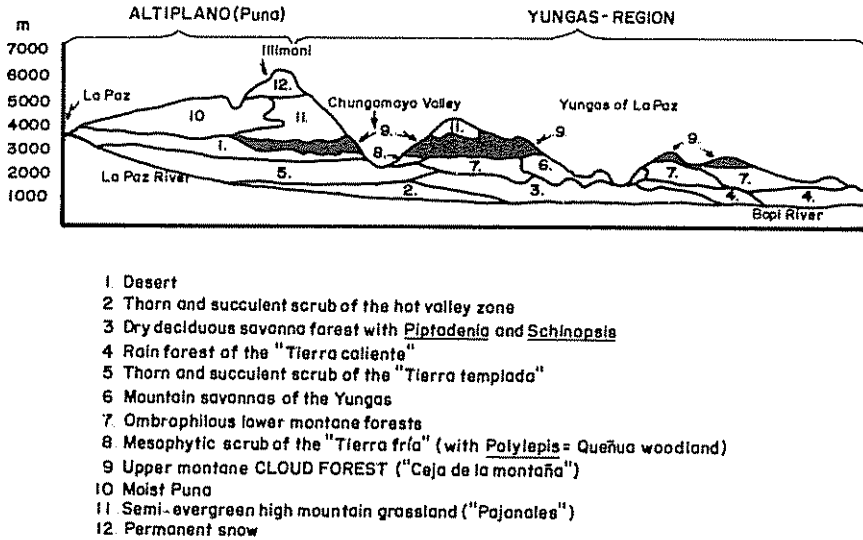 ALTIPLANO (Puna) YUNGAS-REGION
m
7000
6000
5000
4000
3000
2000
1000
Illimani
12.
La Paz
10
11.
Chungamayo Valley
Yungas of La Paz
9.
11.
9.
9.
1.
8.
7.
6.
7.
7.
La Paz River
5.
2.
3.
4.
4.
Bopi River
1. Desert
2 Thorn and succulent scrub of the hot valley zone
3 Dry deciduous savanna forest with Piptadenia and Schinopsis
4 Rain forest of the "Tierra caliente"
5 Thorn and succulent scrub of the "Tierra templada"
6 Mountain savannas of the Yungas
7. Ombrophilous lower montane forests
8 Mesophytic scrub of the "Tierra fría" (with Polylepis = Queñua woodland)
9 Upper montane CLOUD FOREST ("Ceja de la montaña")
10 Moist Puna
11 Semi-evergreen high mountain grassland ("Pajonales")
12 Permanent snow